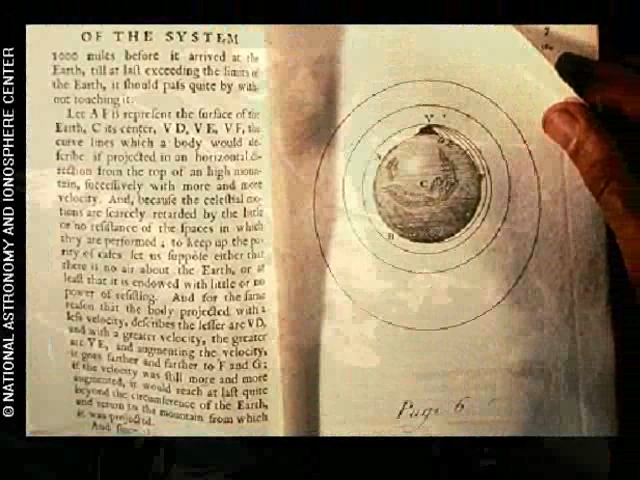 © NATIONAL ASTRONOMY AND IONOSPHERE CENTER
OF THE SYSTEM
1000 miles before it arrived at the
Earth, till at laſt exceeding the limits of
the Earth, it ſhould paſs quite by with-
out touching it.
Let A F B repreſent the ſurface of the
Earth, C its center, V D, V E, V F, the
curve lines which a body would de-
ſcribe if projected in an horizontal di-
rection from the top of an high moun-
tain, ſucceſſively with more and more
velocity. And, becauſe the celeſtial mo-
tions are ſcarcely retarded by the little
or no reſiſtance of the ſpaces in which
they are performed; to keep up the pa-
rity of caſes let us ſuppoſe either that
there is no air about the Earth, or at
leaſt that it is endowed with little or no
power of reſiſting. And for the ſame
reaſon that the body projected with a
leſs velocity, deſcribes the leſſer arc VD,
and with a greater velocity, the greater
arc VE, and augmenting the velocity,
it goes farther and farther to F and G;
if the velocity was ſtill more and more
augmented, it would reach at laſt quite
beyond the circumference of the Earth,
and return to the mountain from which
it was projected.
And
V
D
E
C
B
Page 6